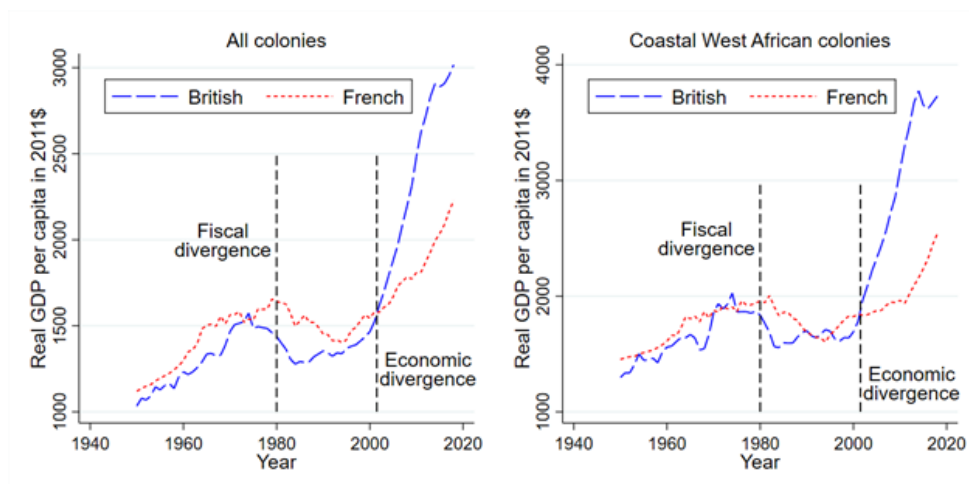 All colonies
Real GDP per capita in 2011$
3000
2500
2000
1500
1000
British
French
Fiscal
divergence
Economic
divergence
1940
1960
1980
2000
2020
Year
Coastal West African colonies
Real GDP per capita in 2011$
4000
3000
2000
1000
British
French
Fiscal
divergence
Economic
divergence
1940
1960
1980
2000
2020
Year